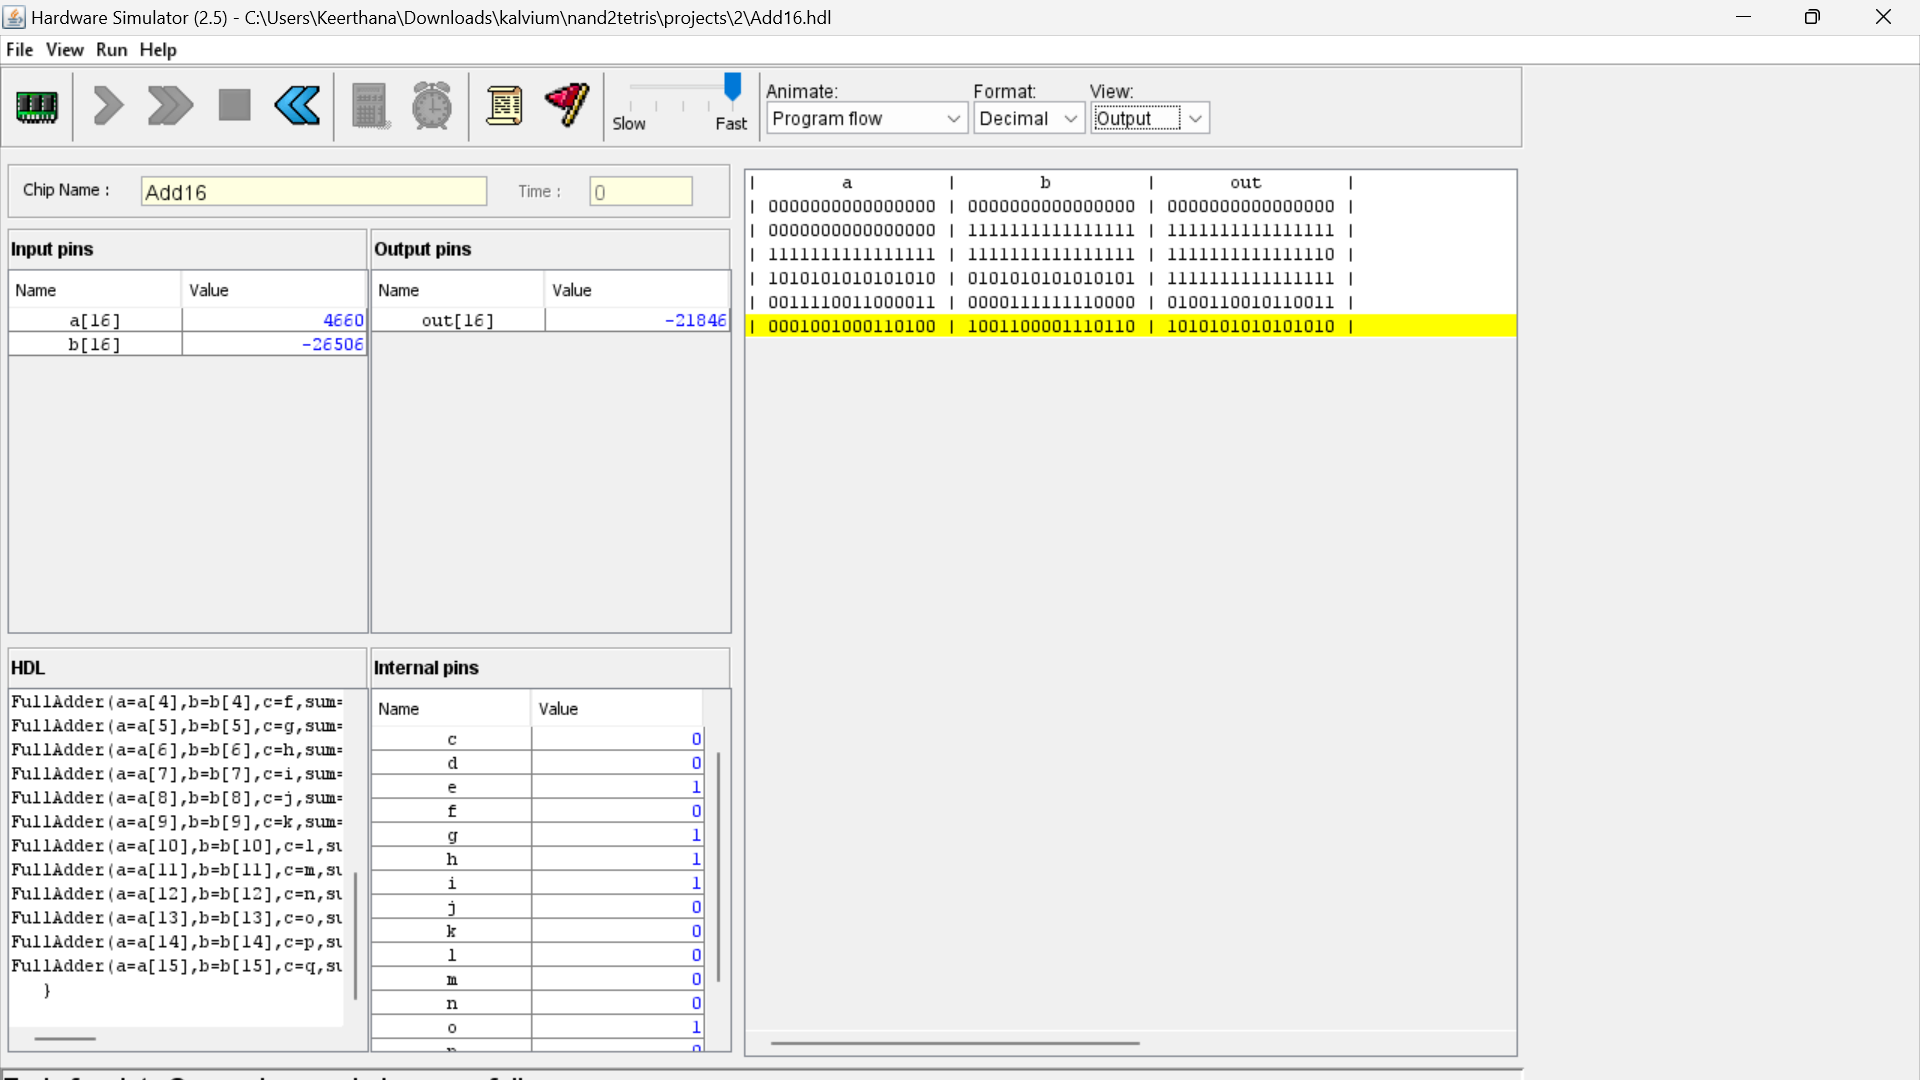 Hardware Simulator (2.5) - C:\Users\Keerthana\Downloads\kalvium\nand2tetris\projects\2\Add16.hdl
File View Run Help
Slow Fast
Animate: Format: View:
Program flow Decimal Output
Chip Name : Add16 Time : 0
Input pins
Name Value
a[16] 4660
b[16] -26506
Output pins
Name Value
out[16] -21846
| a | b | out |
| 0000000000000000 | 0000000000000000 | 0000000000000000 |
| 0000000000000000 | 1111111111111111 | 1111111111111111 |
| 1111111111111111 | 1111111111111111 | 1111111111111110 |
| 1010101010101010 | 0101010101010101 | 1111111111111111 |
| 0011110011000011 | 0000111111110000 | 0100110010110011 |
| 0001001000110100 | 1001100001110110 | 1010101010101010 |
HDL
FullAdder(a=a[4],b=b[4],c=f,sum=
FullAdder(a=a[5],b=b[5],c=g,sum=
FullAdder(a=a[6],b=b[6],c=h,sum=
FullAdder(a=a[7],b=b[7],c=i,sum=
FullAdder(a=a[8],b=b[8],c=j,sum=
FullAdder(a=a[9],b=b[9],c=k,sum=
FullAdder(a=a[10],b=b[10],c=l,su
FullAdder(a=a[11],b=b[11],c=m,su
FullAdder(a=a[12],b=b[12],c=n,su
FullAdder(a=a[13],b=b[13],c=o,su
FullAdder(a=a[14],b=b[14],c=p,su
FullAdder(a=a[15],b=b[15],c=q,su
}
Internal pins
Name Value
c 0
d 0
e 1
f 0
g 1
h 1
i 1
j 0
k 0
l 0
m 0
n 0
o 1